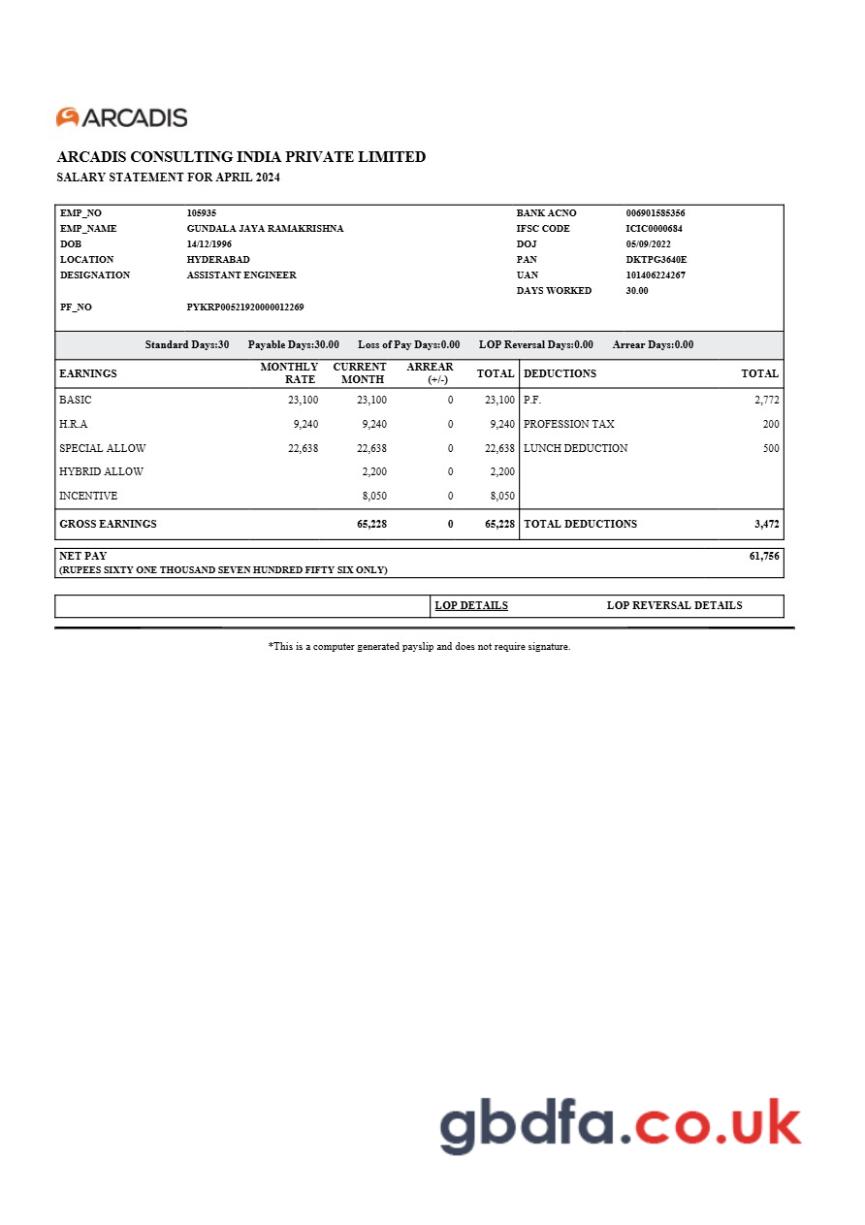 ARCADIS
ARCADIS CONSULTING INDIA PRIVATE LIMITED
SALARY STATEMENT FOR APRIL 2024
EMP_NO 105935 BANK ACNO 006901585356
EMP_NAME GUNDALA JAYA RAMAKRISHNA IFSC CODE ICIC0000684
DOB 14/12/1996 DOJ 05/09/2022
LOCATION HYDERABAD PAN DKTPG3640E
DESIGNATION ASSISTANT ENGINEER UAN 101406224267
DAYS WORKED 30.00
PF_NO PYKRP00521920000012269
Standard Days:30 Payable Days:30.00 Loss of Pay Days:0.00 LOP Reversal Days:0.00 Arrear Days:0.00
EARNINGS MONTHLY RATE CURRENT MONTH ARREAR (+/-) TOTAL DEDUCTIONS TOTAL
BASIC 23,100 23,100 0 23,100 P.F. 2,772
H.R.A 9,240 9,240 0 9,240 PROFESSION TAX 200
SPECIAL ALLOW 22,638 22,638 0 22,638 LUNCH DEDUCTION 500
HYBRID ALLOW 2,200 0 2,200
INCENTIVE 8,050 0 8,050
GROSS EARNINGS 65,228 0 65,228 TOTAL DEDUCTIONS 3,472
NET PAY 61,756
(RUPEES SIXTY ONE THOUSAND SEVEN HUNDRED FIFTY SIX ONLY)
LOP DETAILS LOP REVERSAL DETAILS
*This is a computer generated payslip and does not require signature.
gbdfa.co.uk